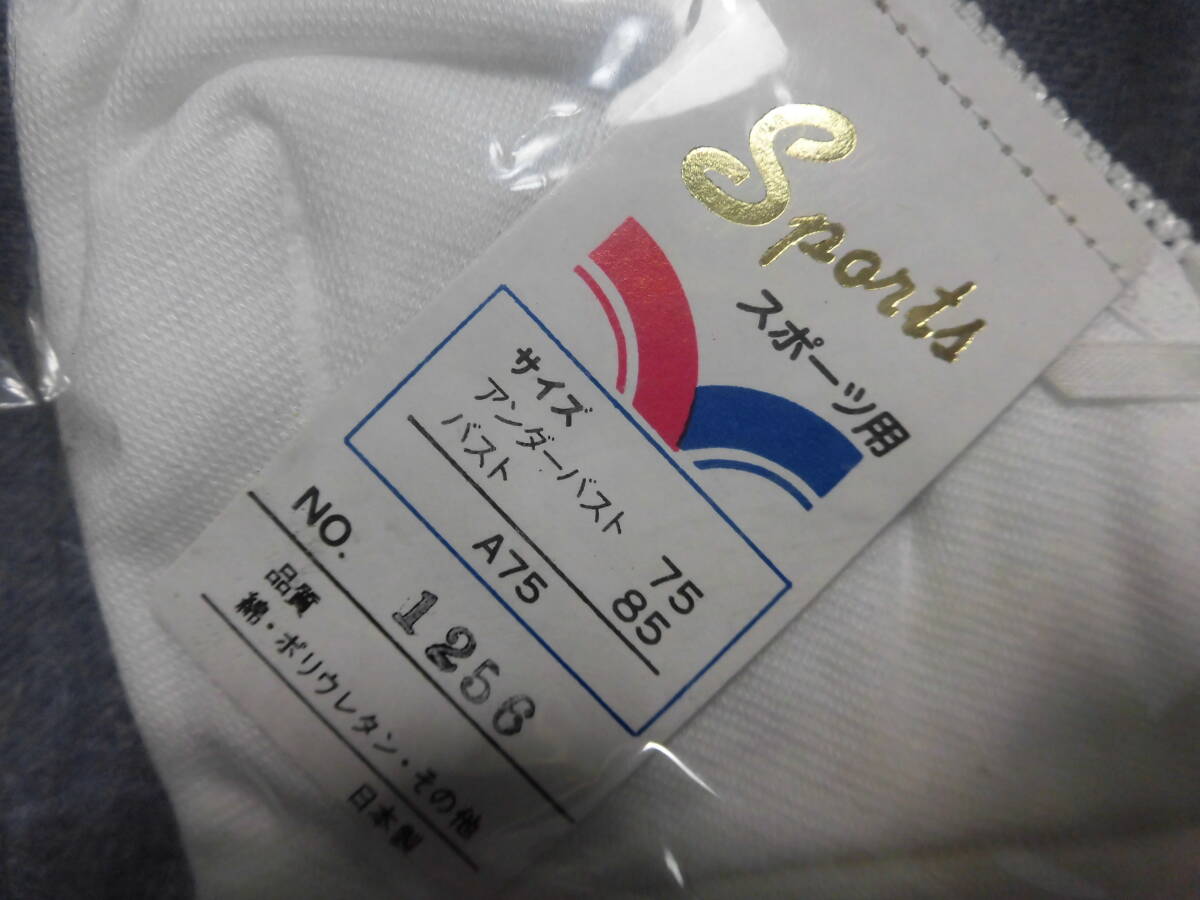 Sports
スポーツ用
サイズ
アンダーバスト 75
バスト 85
A75
NO. 1256
品質
綿・ポリウレタン・その他
日本製